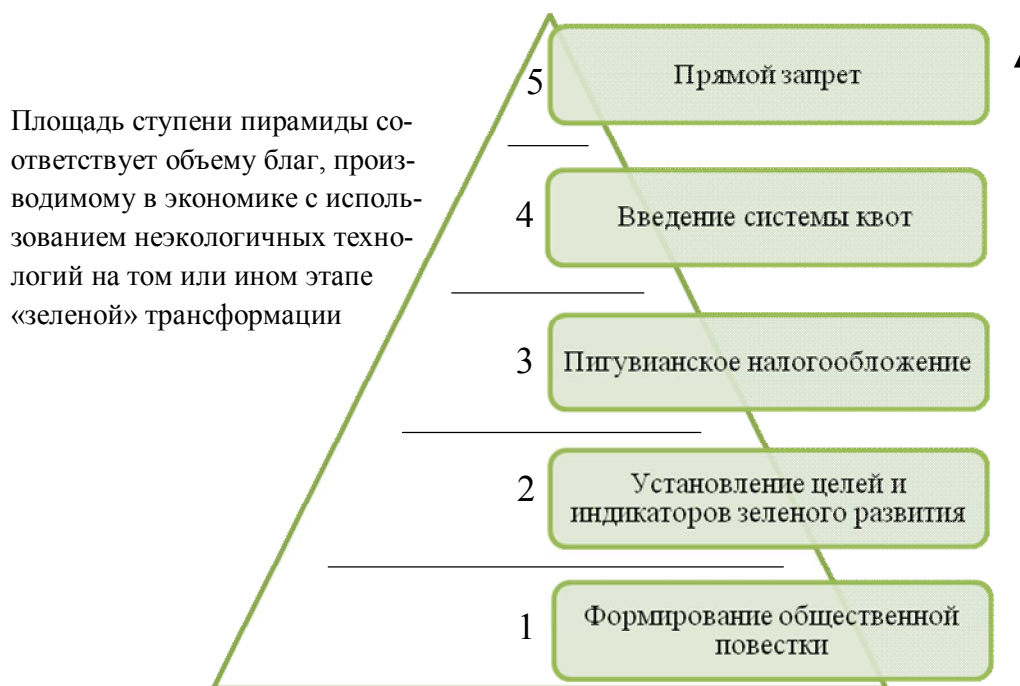 5
Прямой запрет
Площадь ступени пирамиды со-
ответствует объему благ, произ-
водимому в экономике с исполь-
зованием неэкологичных техно-
логий на том или ином этапе
«зеленой» трансформации
4
Введение системы квот
3
Пигувианское налогообложение
2
Установление целей и
индикаторов зеленого развития
1
Формирование общественной
повестки